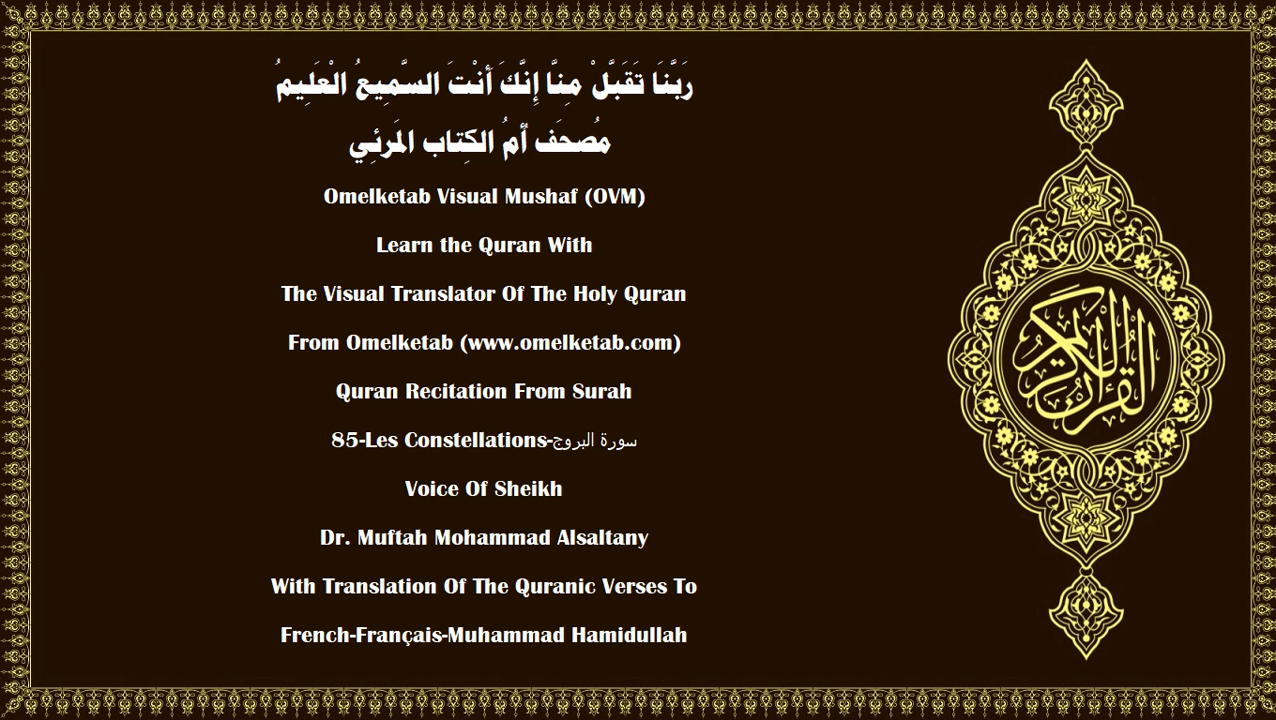 رَبَّنَا تَقَبَّلْ مِنَّا إِنَّكَ أَنْتَ السَّمِيعُ الْعَلِيمُ
مُصحَف أمُ الكِتاب المَرئِي
Omelketab Visual Mushaf (OVM)
Learn the Quran With
The Visual Translator Of The Holy Quran
From Omelketab (www.omelketab.com)
Quran Recitation From Surah
85-Les Constellations-سورة البروج
Voice Of Sheikh
Dr. Muftah Mohammad Alsaltany
With Translation Of The Quranic Verses To
French-Français-Muhammad Hamidullah
القرآن الكريم